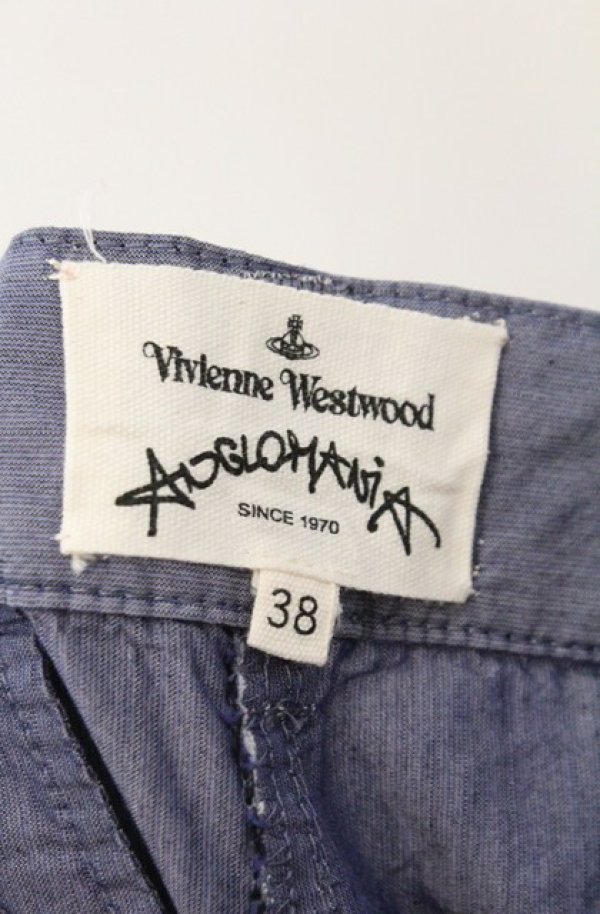 Vivienne Westwood
ANGLOMANIA
SINCE 1970
38